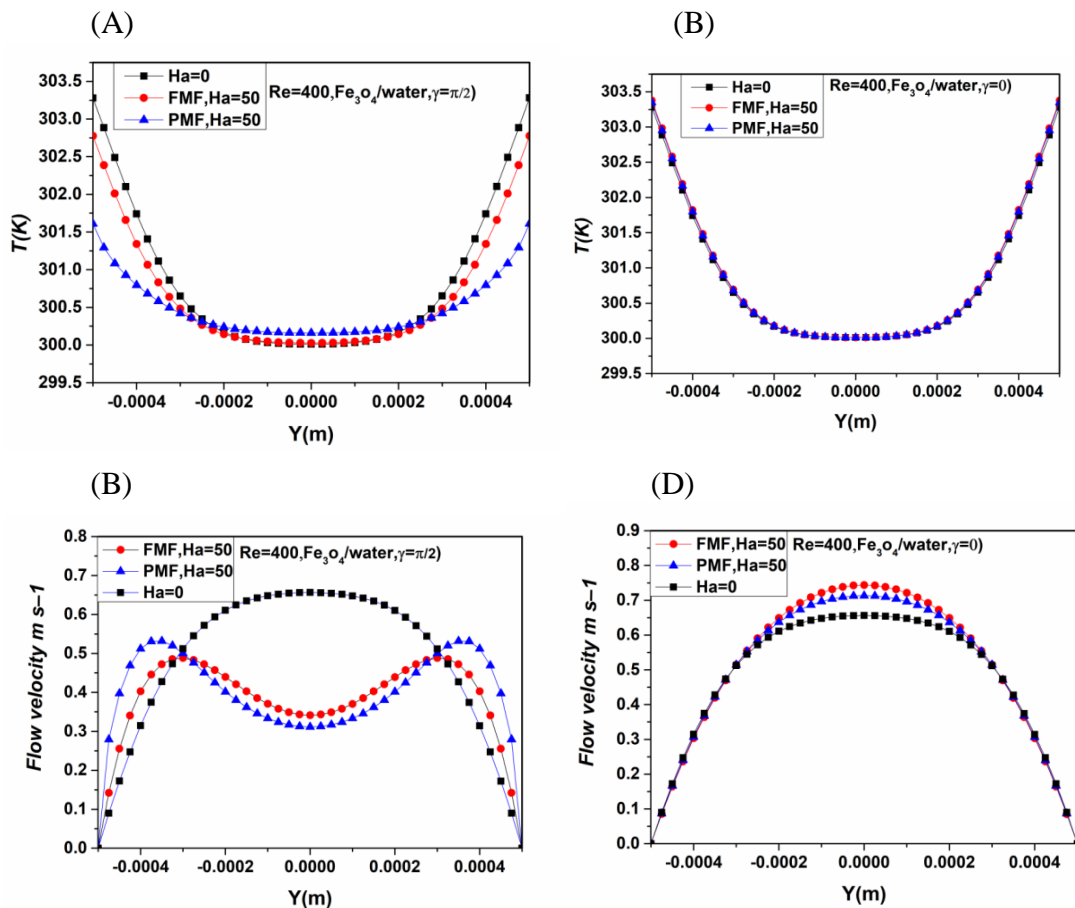 (A)
303.5
303.0
302.5
302.0
301.5
301.0
300.5
300.0
299.5
T(K)
Ha=0
FMF,Ha=50
PMF,Ha=50
Re=400,Fe₃o₄/water,γ=π/2)
-0.0004 -0.0002 0.0000 0.0002 0.0004
Y(m)
(B)
303.5
303.0
302.5
302.0
301.5
301.0
300.5
300.0
299.5
T(K)
Ha=0
FMF,Ha=50
PMF,Ha=50
Re=400,Fe₃o₄/water,γ=0)
-0.0004 -0.0002 0.0000 0.0002 0.0004
Y(m)
(B)
0.8
0.7
0.6
0.5
0.4
0.3
0.2
0.1
0.0
Flow velocity m s–1
FMF,Ha=50
PMF,Ha=50
Ha=0
Re=400,Fe₃o₄/water,γ=π/2)
-0.0004 -0.0002 0.0000 0.0002 0.0004
Y(m)
(D)
0.9
0.8
0.7
0.6
0.5
0.4
0.3
0.2
0.1
0.0
Flow velocity m s–1
FMF,Ha=50
PMF,Ha=50
Ha=0
Re=400,Fe₃o₄/water,γ=0)
-0.0004 -0.0002 0.0000 0.0002 0.0004
Y(m)